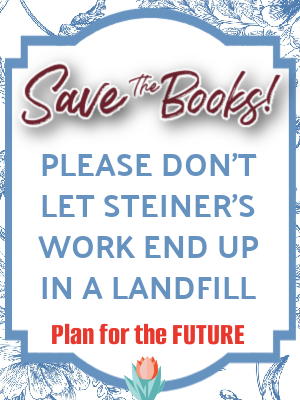 Save The Books!
PLEASE DON'T
LET STEINER'S
WORK END UP
IN A LANDFILL
Plan for the FUTURE